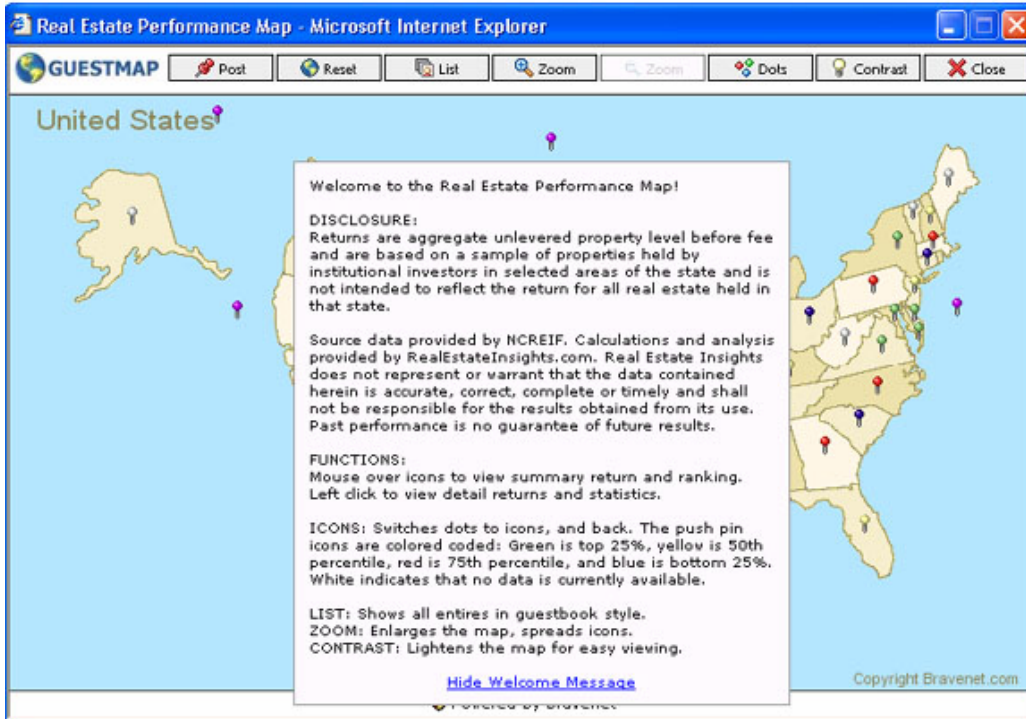 Real Estate Performance Map - Microsoft Internet Explorer
GUESTMAP Post Reset List Zoom Zoom Dots Contrast Close
United States
Welcome to the Real Estate Performance Map!
DISCLOSURE:
Returns are aggregate unlevered property level before fee
and are based on a sample of properties held by
institutional investors in selected areas of the state and is
not intended to reflect the return for all real estate held in
that state.
Source data provided by NCREIF. Calculations and analysis
provided by RealEstateInsights.com. Real Estate Insights
does not represent or warrant that the data contained
herein is accurate, correct, complete or timely and shall
not be responsible for the results obtained from its use.
Past performance is no guarantee of future results.
FUNCTIONS:
Mouse over icons to view summary return and ranking.
Left click to view detail returns and statistics.
ICONS: Switches dots to icons, and back. The push pin
icons are colored coded: Green is top 25%, yellow is 50th
percentile, red is 75th percentile, and blue is bottom 25%.
White indicates that no data is currently available.
LIST: Shows all entires in guestbook style.
ZOOM: Enlarges the map, spreads icons.
CONTRAST: Lightens the map for easy viewing.
Hide Welcome Message
Copyright Bravenet.com
Powered by Bravenet